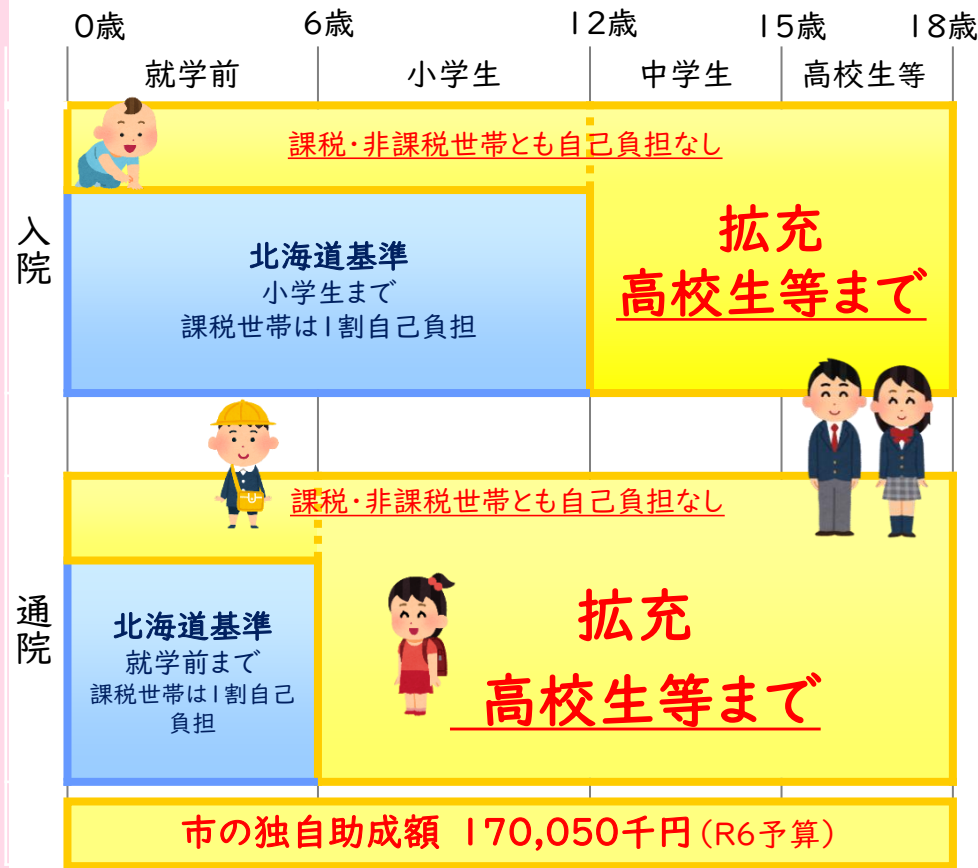 0歳 6歳 12歳 15歳 18歳
就学前 小学生 中学生 高校生等
入院
課税・非課税世帯とも自己負担なし
北海道基準
小学生まで
課税世帯は1割自己負担
拡充
高校生等まで
通院
課税・非課税世帯とも自己負担なし
北海道基準
就学前まで
課税世帯は1割自己
負担
拡充
高校生等まで
市の独自助成額 170,050千円(R6予算)